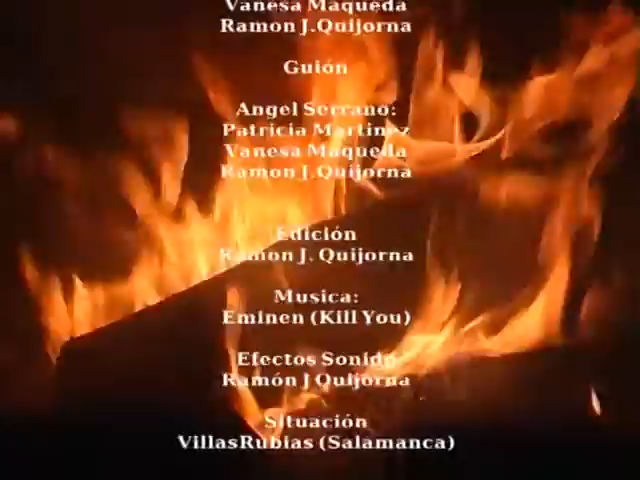 Vanesa Maqueda
Ramon J.Quijorna
Guión
Angel Serrano:
Patricia Martinez
Vanesa Maqueda
Ramon J.Quijorna
Edición
Ramon J. Quijorna
Musica:
Eminen (Kill You)
Efectos Sonido
Ramón J Quijorna
Situación
VillasRubias (Salamanca)